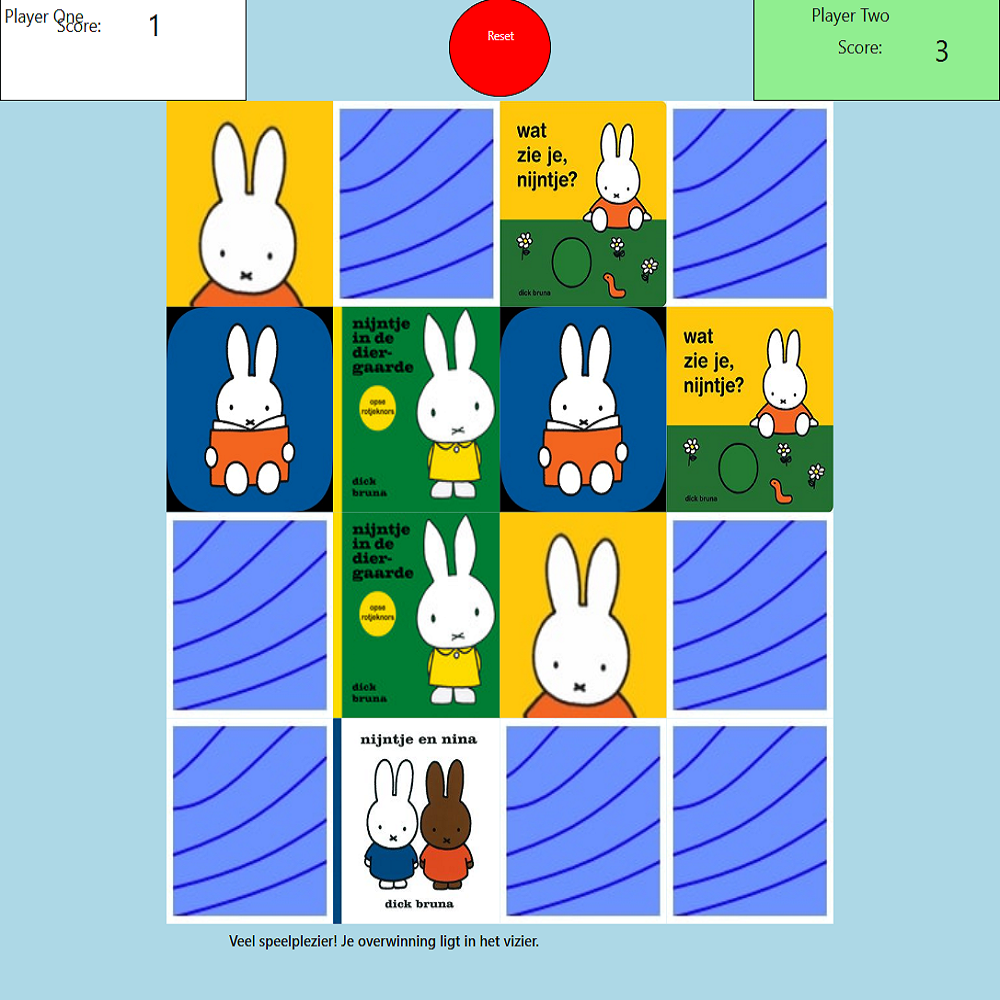 Player One
Score:
1
Reset
Player Two
Score:
3
wat
zie je,
nijntje?
dick bruna
nijntje
in de
dier-
gaarde
opse
rotjeknors
dick
bruna
wat
zie je,
nijntje?
dick bruna
nijntje
in de
dier-
gaarde
opse
rotjeknors
dick
bruna
nijntje en nina
dick bruna
Veel speelplezier! Je overwinning ligt in het vizier.